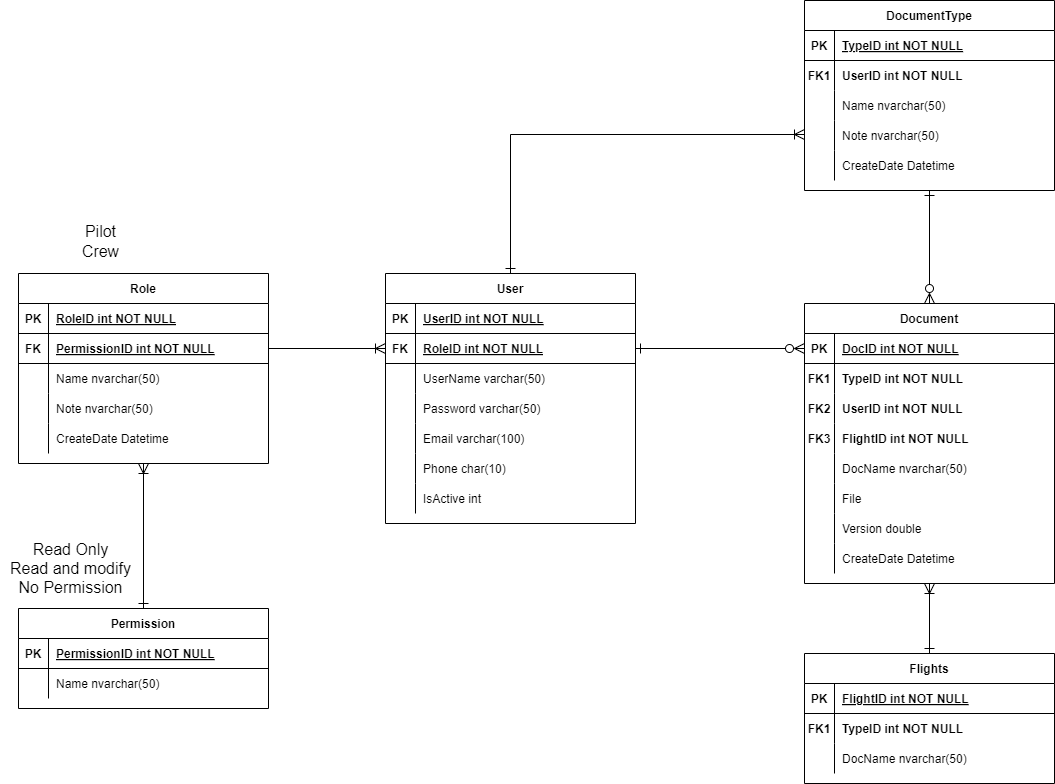 DocumentType
PK TypeID int NOT NULL
FK1 UserID int NOT NULL
Name nvarchar(50)
Note nvarchar(50)
CreateDate Datetime
Pilot
Crew
Role
PK RoleID int NOT NULL
FK PermissionID int NOT NULL
Name nvarchar(50)
Note nvarchar(50)
CreateDate Datetime
User
PK UserID int NOT NULL
FK RoleID int NOT NULL
UserName varchar(50)
Password varchar(50)
Email varchar(100)
Phone char(10)
IsActive int
Document
PK DocID int NOT NULL
FK1 TypeID int NOT NULL
FK2 UserID int NOT NULL
FK3 FlightID int NOT NULL
DocName nvarchar(50)
File
Version double
CreateDate Datetime
Read Only
Read and modify
No Permission
Permission
PK PermissionID int NOT NULL
Name nvarchar(50)
Flights
PK FlightID int NOT NULL
FK1 TypeID int NOT NULL
DocName nvarchar(50)